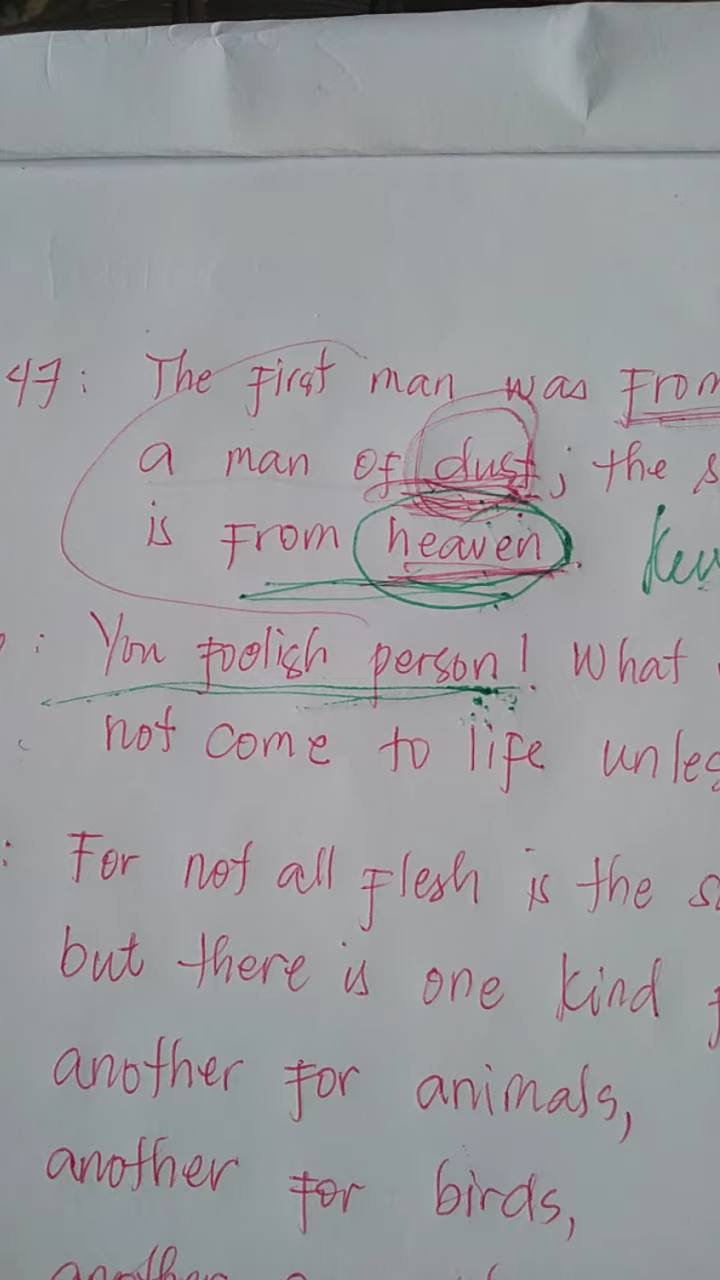 47: The first man was from
a man of dust; the
is from heaven.
: You foolish person! What
not come to life
: For not all flesh is the
but there is one kind
another for animals,
another for birds,
another